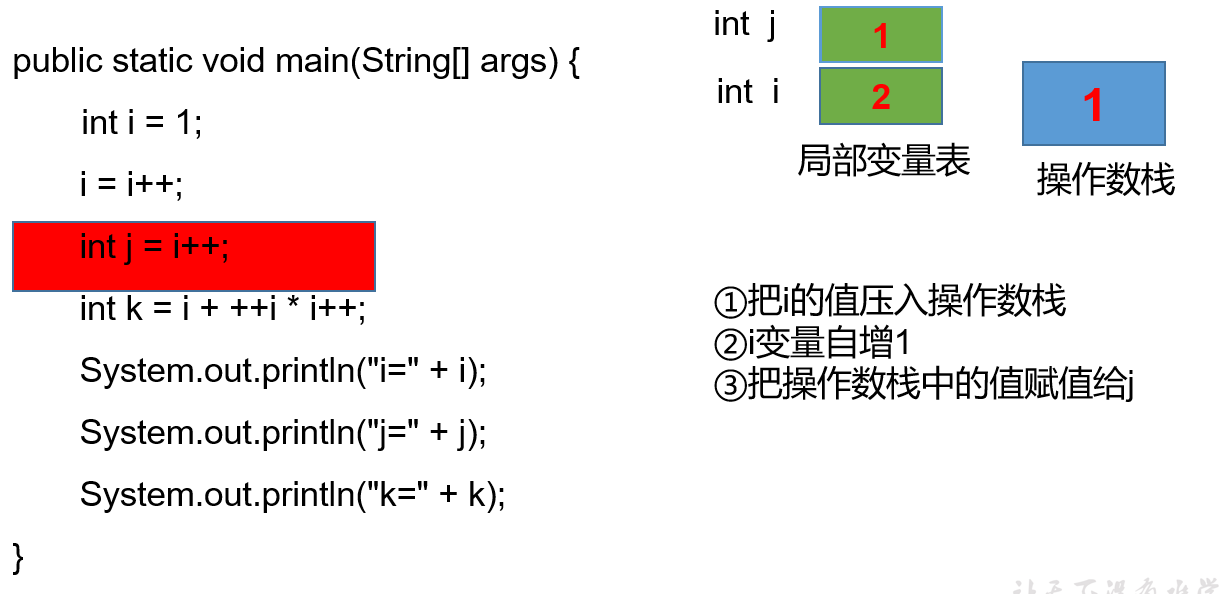 public static void main(String[] args) {
int i = 1;
i = i++;
int j = i++;
int k = i + ++i * i++;
System.out.println("i=" + i);
System.out.println("j=" + j);
System.out.println("k=" + k);
}
int j
1
int i
2
局部变量表
1
操作数栈
①把i的值压入操作数栈
②i变量自增1
③把操作数栈中的值赋值给j